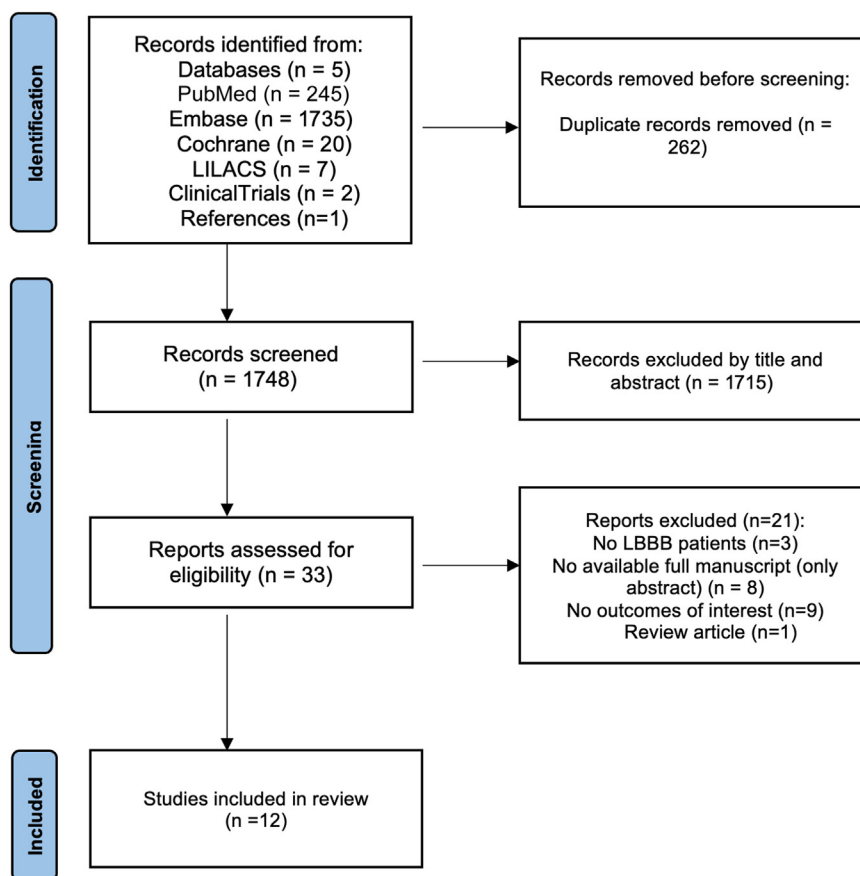 Identification
Records identified from:
Databases (n = 5)
PubMed (n = 245)
Embase (n = 1735)
Cochrane (n = 20)
LILACS (n = 7)
ClinicalTrials (n = 2)
References (n=1)
Records removed before screening:
Duplicate records removed (n =
262)
Screening
Records screened
(n = 1748)
Records excluded by title and
abstract (n = 1715)
Reports assessed for
eligibility (n = 33)
Reports excluded (n=21):
No LBBB patients (n=3)
No available full manuscript (only
abstract) (n = 8)
No outcomes of interest (n=9)
Review article (n=1)
Included
Studies included in review
(n =12)